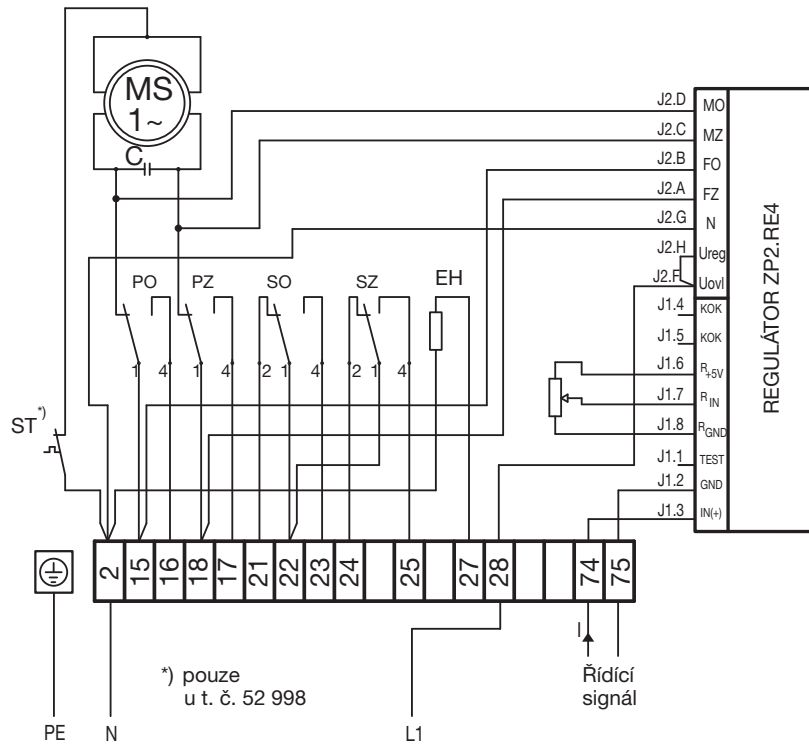 MS
1~
C
J2.D
MO
J2.C
MZ
J2.B
FO
J2.A
FZ
J2.G
N
J2.H
Ureg
J2.F
Uovl
J1.4
KOK
J1.5
KOK
J1.6
R+5V
J1.7
R IN
J1.8
RGND
J1.1
TEST
J1.2
GND
J1.3
IN(+)
REGULÁTOR ZP2.RE4
PO
PZ
SO
SZ
EH
1 4 1 4 2 1 4 2 1 4
ST*)
2 15 16 18 17 21 22 23 24 25 27 28 74 75
I
*) pouze
u t. č. 52 998
Řídící
signál
PE
N
L1